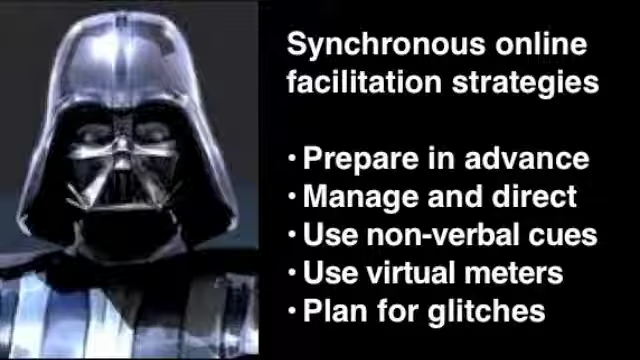 Synchronous online
facilitation strategies
• Prepare in advance
• Manage and direct
• Use non-verbal cues
• Use virtual meters
• Plan for glitches